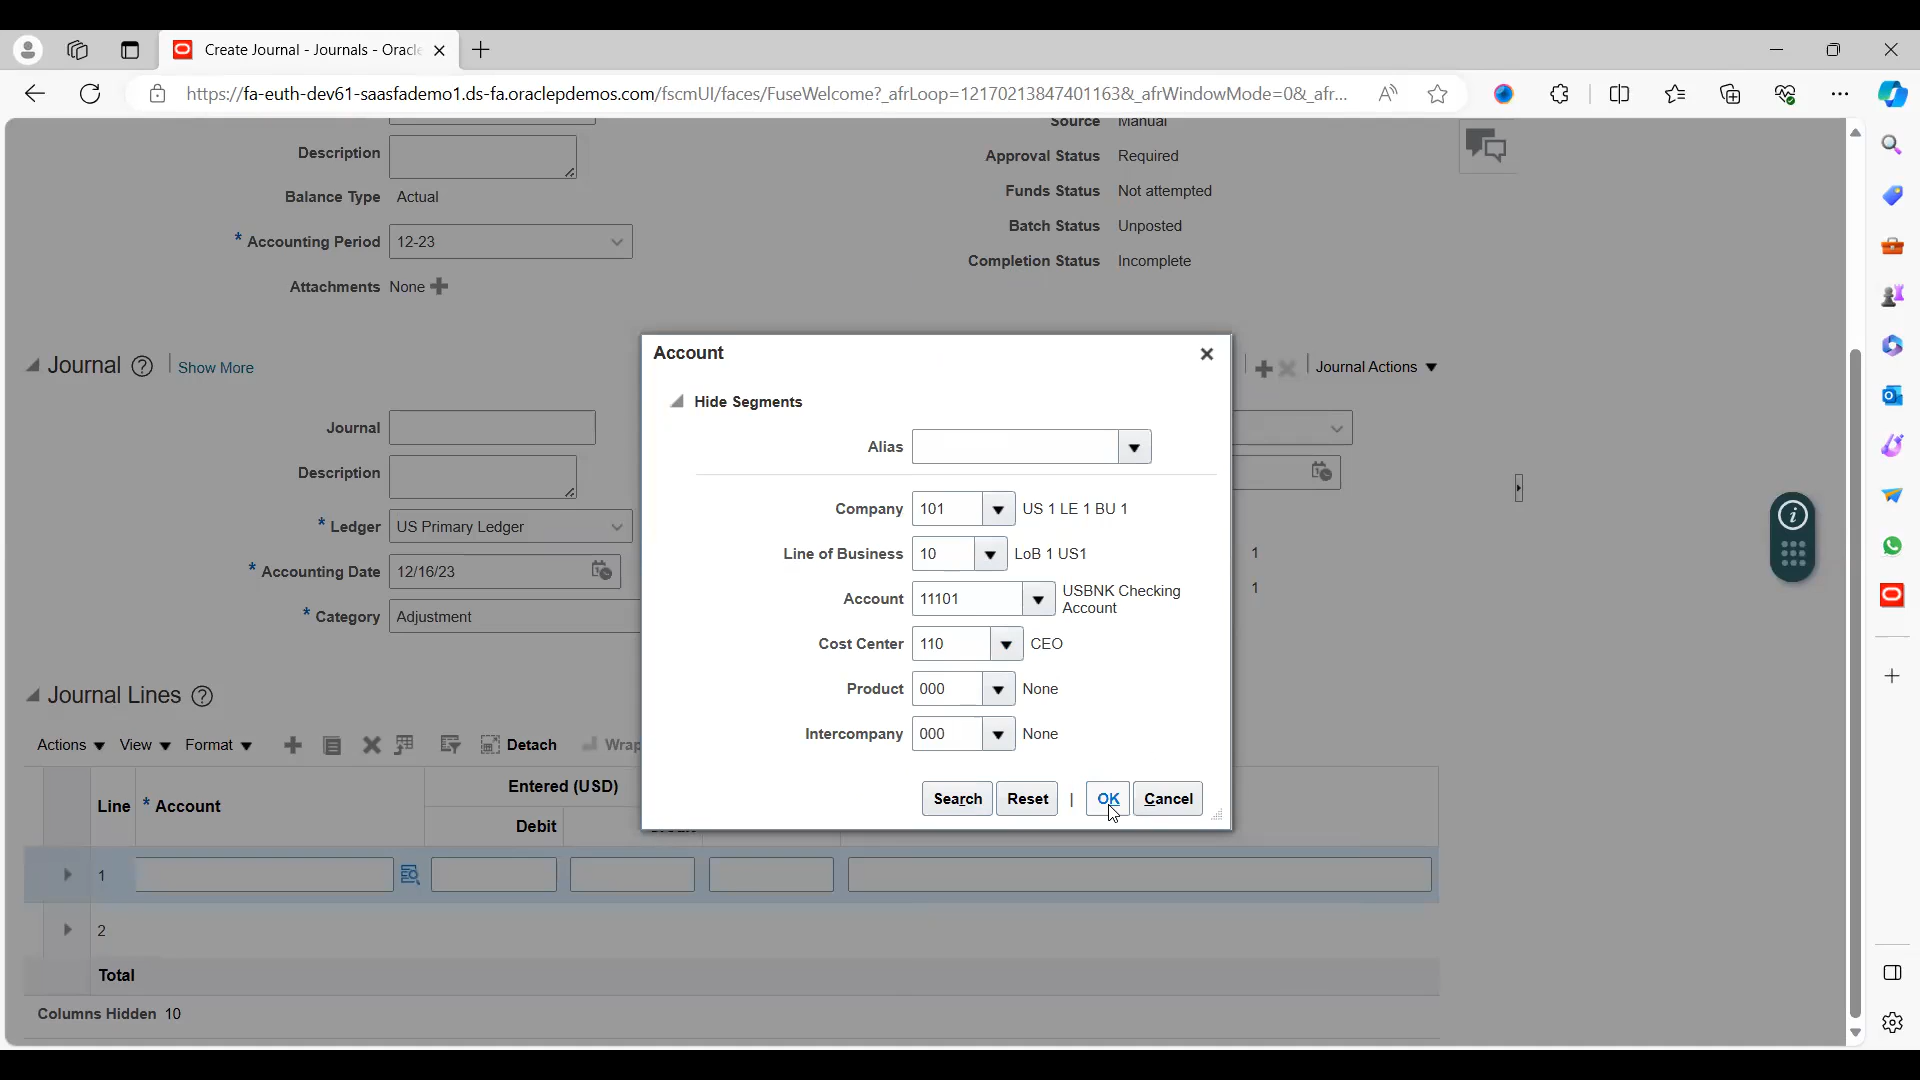 Create Journal - Journals - Oracle
https://fa-euth-dev61-saasfademo1.ds-fa.oraclepdemos.com/fscmUI/faces/FuseWelcome?_afrLoop=12170213847401163&_afrWindowMode=0&_afr...
Source Manual
Description
Approval Status Required
Balance Type Actual
Funds Status Not attempted
Batch Status Unposted
* Accounting Period 12-23
Completion Status Incomplete
Attachments None
Account
Journal Show More
Journal Actions
Hide Segments
Journal
Alias
Description
Company 101 US 1 LE 1 BU 1
* Ledger US Primary Ledger
Line of Business 10 LoB 1 US1
1
* Accounting Date 12/16/23
Account 11101 USBNK Checking
Account
1
* Category Adjustment
Cost Center 110 CEO
Product 000 None
Journal Lines
Intercompany 000 None
Actions View Format Detach Wrap
Search Reset | OK Cancel
Line * Account
Entered (USD)
Debit
1
2
Total
Columns Hidden 10